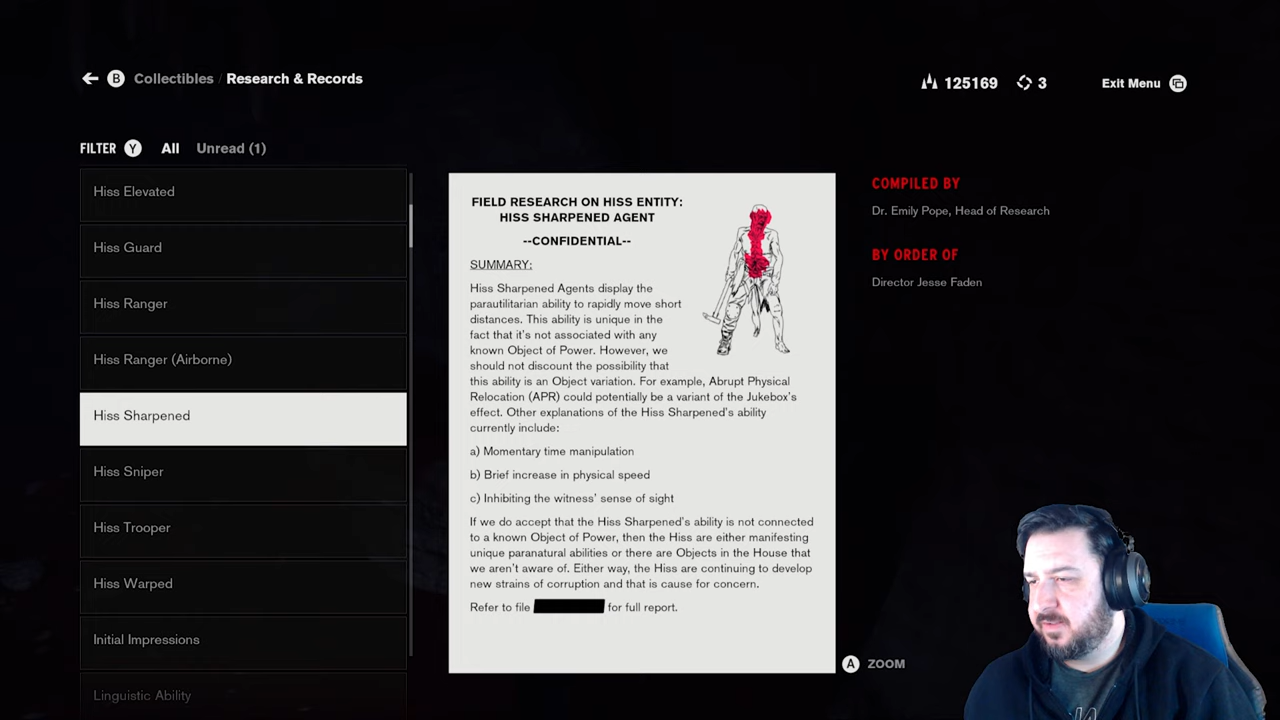 B Collectibles / Research & Records
125169 3 Exit Menu
FILTER Y All Unread (1)
Hiss Elevated
Hiss Guard
Hiss Ranger
Hiss Ranger (Airborne)
Hiss Sharpened
Hiss Sniper
Hiss Trooper
Hiss Warped
Initial Impressions
Linguistic Ability
FIELD RESEARCH ON HISS ENTITY:
HISS SHARPENED AGENT
--CONFIDENTIAL--
SUMMARY:
Hiss Sharpened Agents display the
parautilitarian ability to rapidly move short
distances. This ability is unique in the
fact that it's not associated with any
known Object of Power. However, we
should not discount the possibility that
this ability is an Object variation. For example, Abrupt Physical
Relocation (APR) could potentially be a variant of the Jukebox's
effect. Other explanations of the Hiss Sharpened's ability
currently include:
a) Momentary time manipulation
b) Brief increase in physical speed
c) Inhibiting the witness' sense of sight
If we do accept that the Hiss Sharpened's ability is not connected
to a known Object of Power, then the Hiss are either manifesting
unique paranatural abilities or there are Objects in the House that
we aren't aware of. Either way, the Hiss are continuing to develop
new strains of corruption and that is cause for concern.
Refer to file for full report.
A ZOOM
COMPILED BY
Dr. Emily Pope, Head of Research
BY ORDER OF
Director Jesse Faden